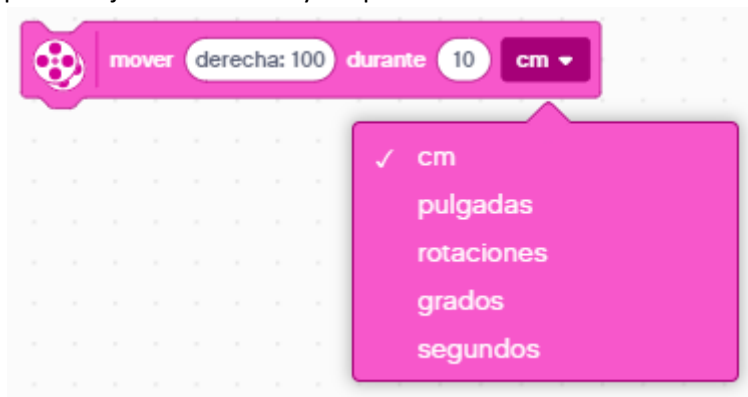 mover derecha: 100 durante 10 cm
cm
pulgadas
rotaciones
grados
segundos